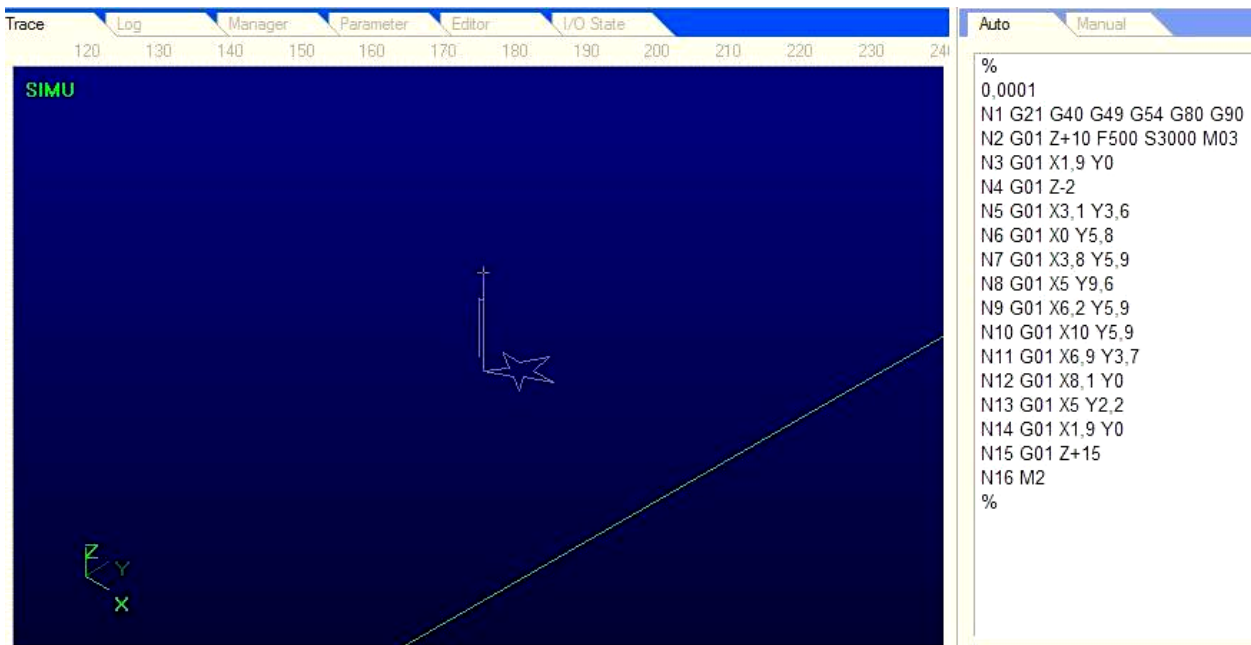 Trace Log Manager Parameter Editor I/O State
120 130 140 150 160 170 180 190 200 210 220 230 24
SIMU
Z
Y
X
Auto Manual
%
0,0001
N1 G21 G40 G49 G54 G80 G90
N2 G01 Z+10 F500 S3000 M03
N3 G01 X1,9 Y0
N4 G01 Z-2
N5 G01 X3,1 Y3,6
N6 G01 X0 Y5,8
N7 G01 X3,8 Y5,9
N8 G01 X5 Y9,6
N9 G01 X6,2 Y5,9
N10 G01 X10 Y5,9
N11 G01 X6,9 Y3,7
N12 G01 X8,1 Y0
N13 G01 X5 Y2,2
N14 G01 X1,9 Y0
N15 G01 Z+15
N16 M2
%